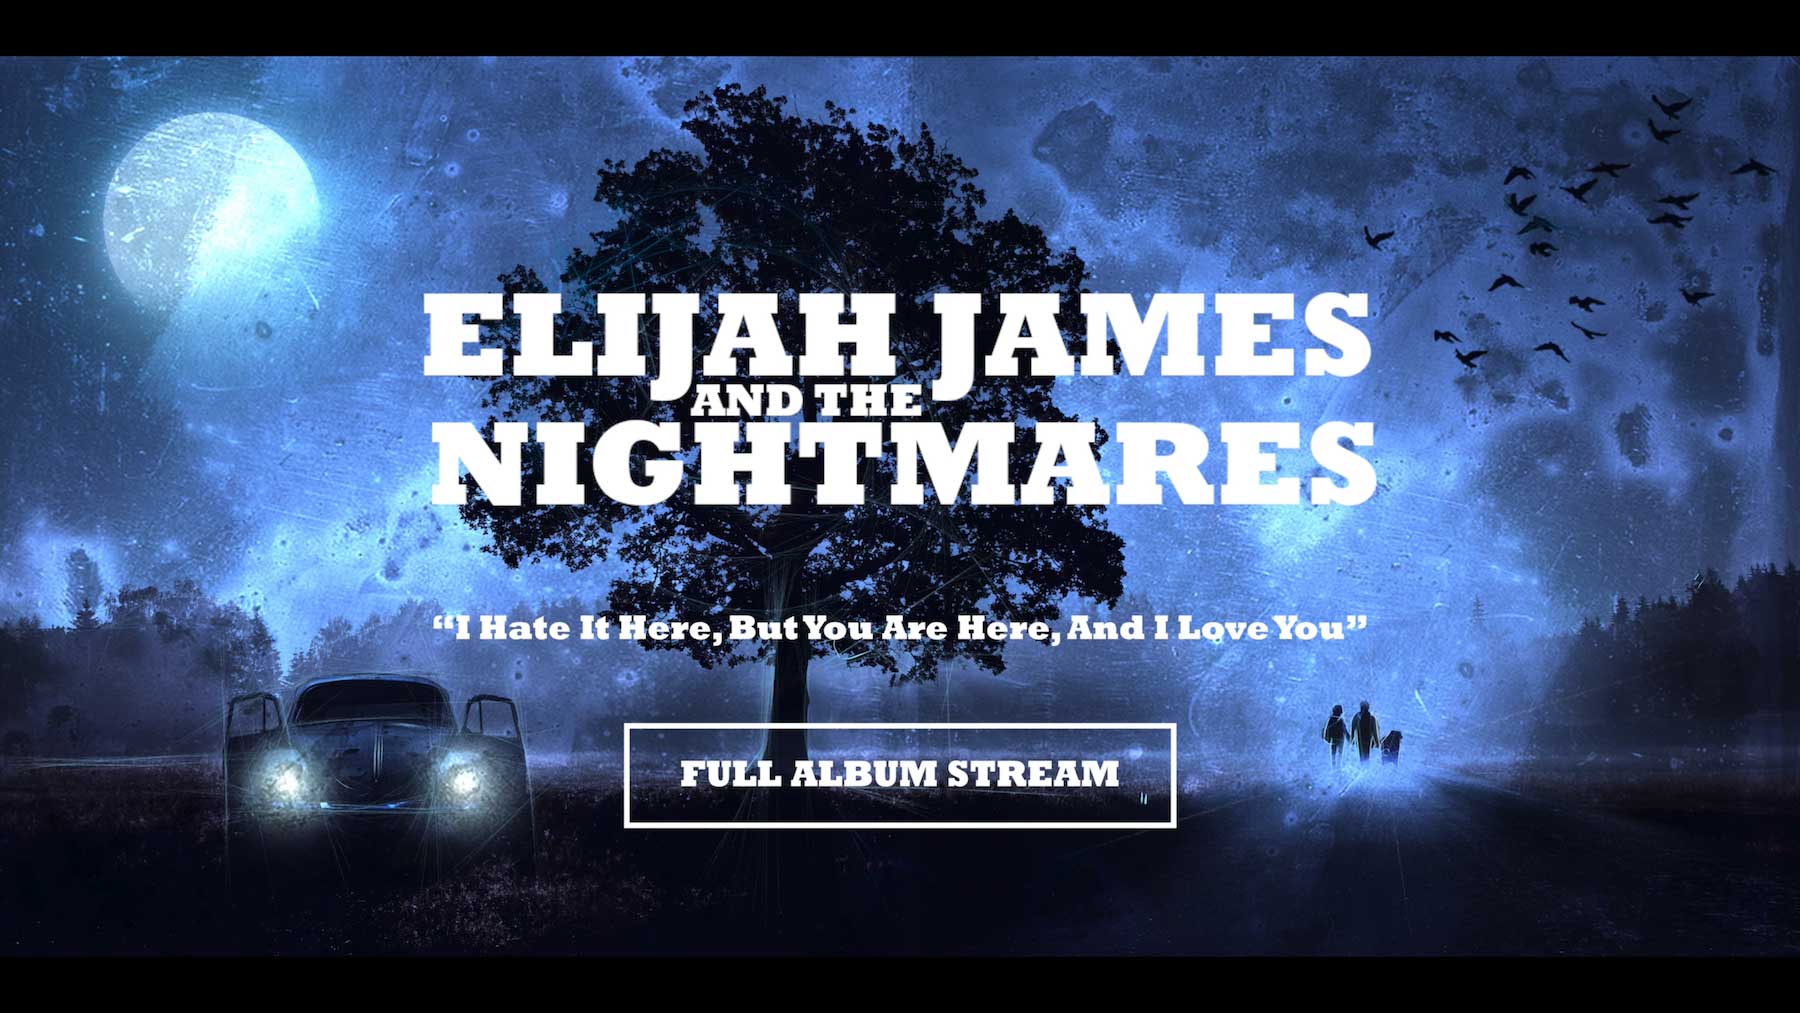 ELIJAH JAMES
AND THE
NIGHTMARES
“I Hate It Here, But You Are Here, And I Love You”
FULL ALBUM STREAM